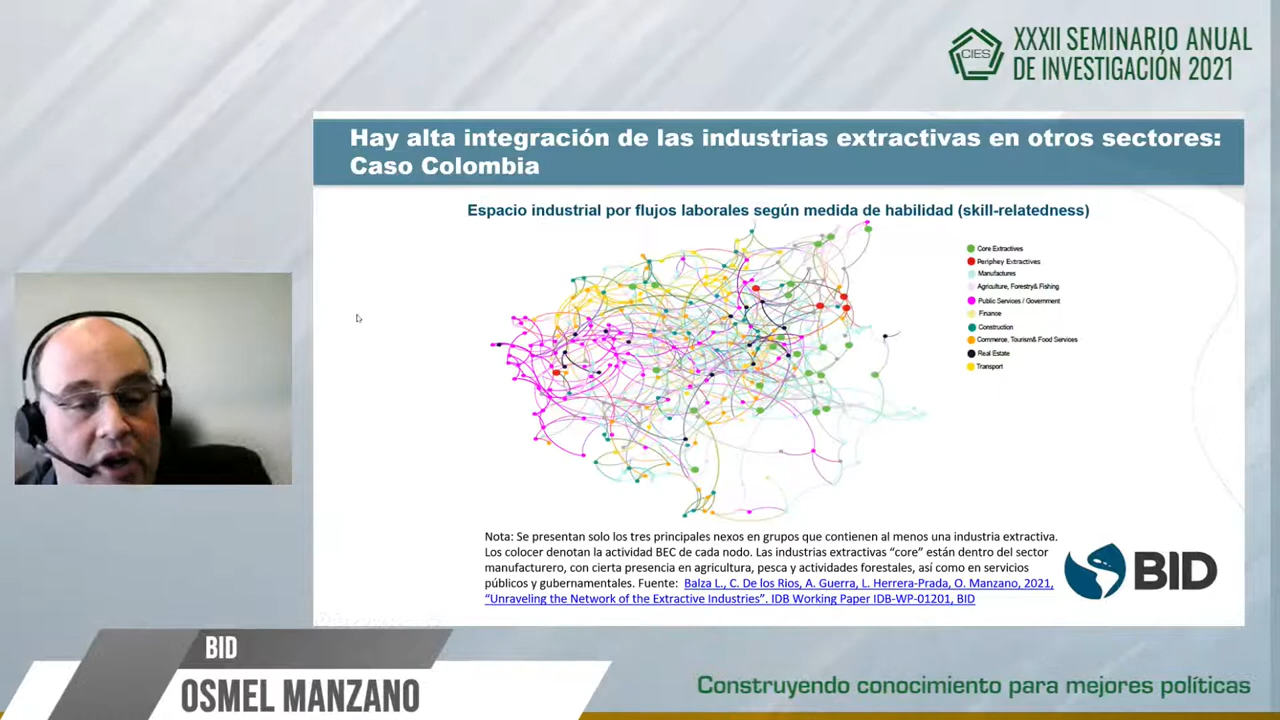 CIES
XXXII SEMINARIO ANUAL
DE INVESTIGACIÓN 2021
Hay alta integración de las industrias extractivas en otros sectores:
Caso Colombia
Espacio industrial por flujos laborales según medida de habilidad (skill-relatedness)
Core Extractives
Periphey Extractives
Manufactures
Agriculture, Forestry& Fishing
Public Services / Government
Finance
Construction
Commerce, Tourism& Food Services
Real Estate
Transport
Nota: Se presentan solo los tres principales nexos en grupos que contienen al menos una industria extractiva.
Los colocer denotan la actividad BEC de cada nodo. Las industrias extractivas “core” están dentro del sector
manufacturero, con cierta presencia en agricultura, pesca y actividades forestales, así como en servicios
públicos y gubernamentales. Fuente: Balza L., C. De los Rios, A. Guerra, L. Herrera-Prada, O. Manzano, 2021,
“Unraveling the Network of the Extractive Industries”. IDB Working Paper IDB-WP-01201, BID
BID
BID
OSMEL MANZANO
Construyendo conocimiento para mejores políticas